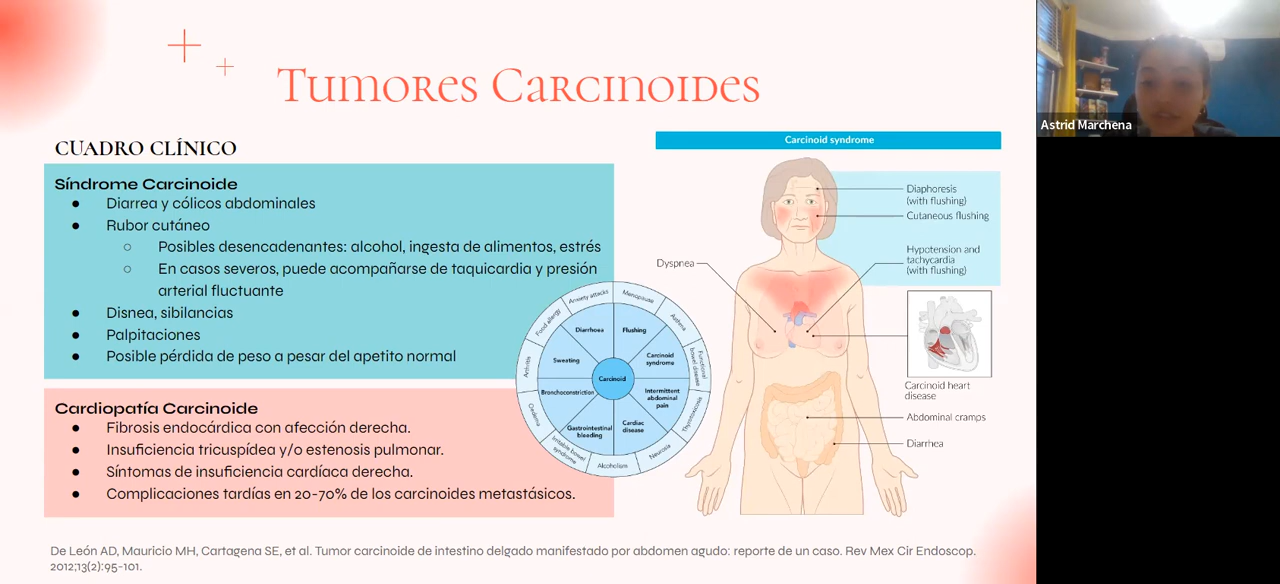 Tumores Carcinoides
CUADRO CLÍNICO
Síndrome Carcinoide
● Diarrea y cólicos abdominales
● Rubor cutáneo
○ Posibles desencadenantes: alcohol, ingesta de alimentos, estrés
○ En casos severos, puede acompañarse de taquicardia y presión
arterial fluctuante
● Disnea, sibilancias
● Palpitaciones
● Posible pérdida de peso a pesar del apetito normal
Cardiopatía Carcinoide
● Fibrosis endocárdica con afección derecha.
● Insuficiencia tricuspídea y/o estenosis pulmonar.
● Síntomas de insuficiencia cardíaca derecha.
● Complicaciones tardías en 20-70% de los carcinoides metastásicos.
Carcinoid
Flushing
Carcinoid
syndrome
Intermittent
abdominal
pain
Cardiac
disease
Gastrointestinal
bleeding
Bronchoconstriction
Sweating
Diarrhoea
Menopause
Asthma
Functional
bowel disease
Thyrotoxicosis
Neurosis
Alcoholism
Irritable bowel
syndrome
Oedema
Arthritis
Food allergy
Anxiety attacks
Carcinoid syndrome
Diaphoresis
(with flushing)
Cutaneous flushing
Hypotension and
tachycardia
(with flushing)
Dyspnea
Carcinoid heart
disease
Abdominal cramps
Diarrhea
De León AD, Mauricio MH, Cartagena SE, et al. Tumor carcinoide de intestino delgado manifestado por abdomen agudo: reporte de un caso. Rev Mex Cir Endoscop.
2012;13(2):95-101.
Astrid Marchena